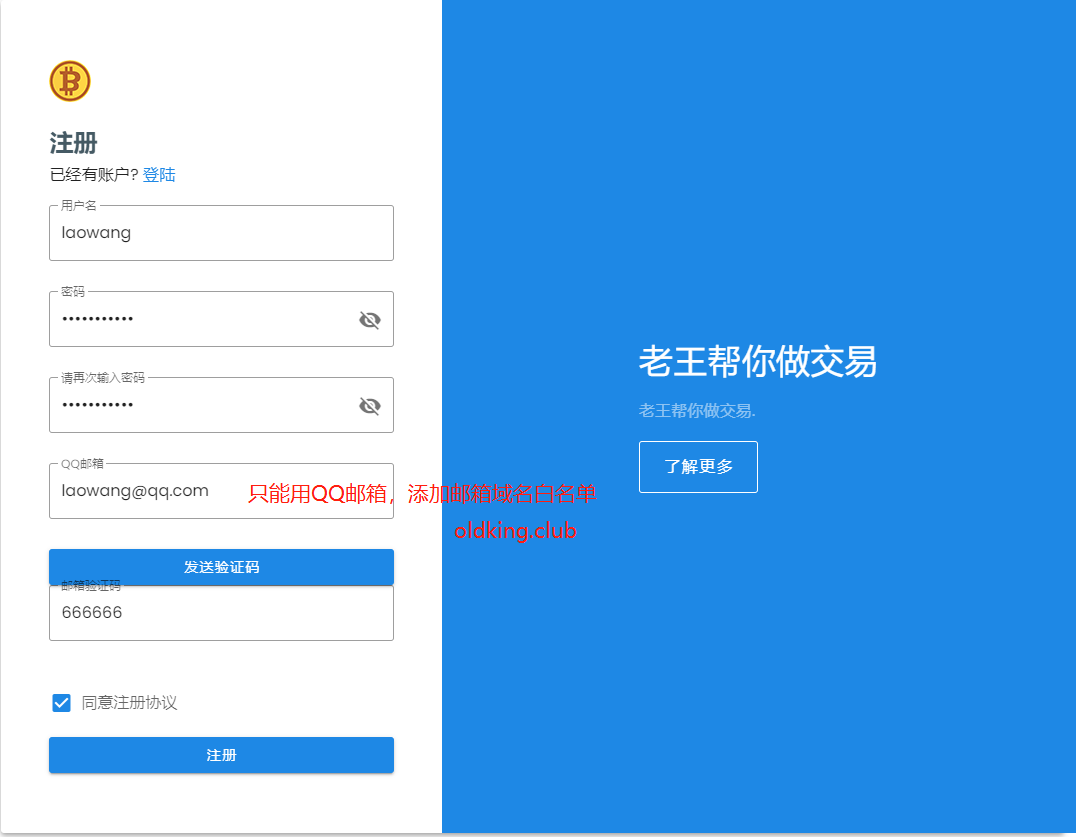 注册
已经有账户? 登陆
用户名
laowang
密码
•••••••••••
请再次输入密码
•••••••••••
QQ邮箱
laowang@qq.com
只能用QQ邮箱，添加邮箱域名白名单
oldking.club
发送验证码
邮箱验证码
666666
同意注册协议
注册
老王帮你做交易
老王帮你做交易.
了解更多